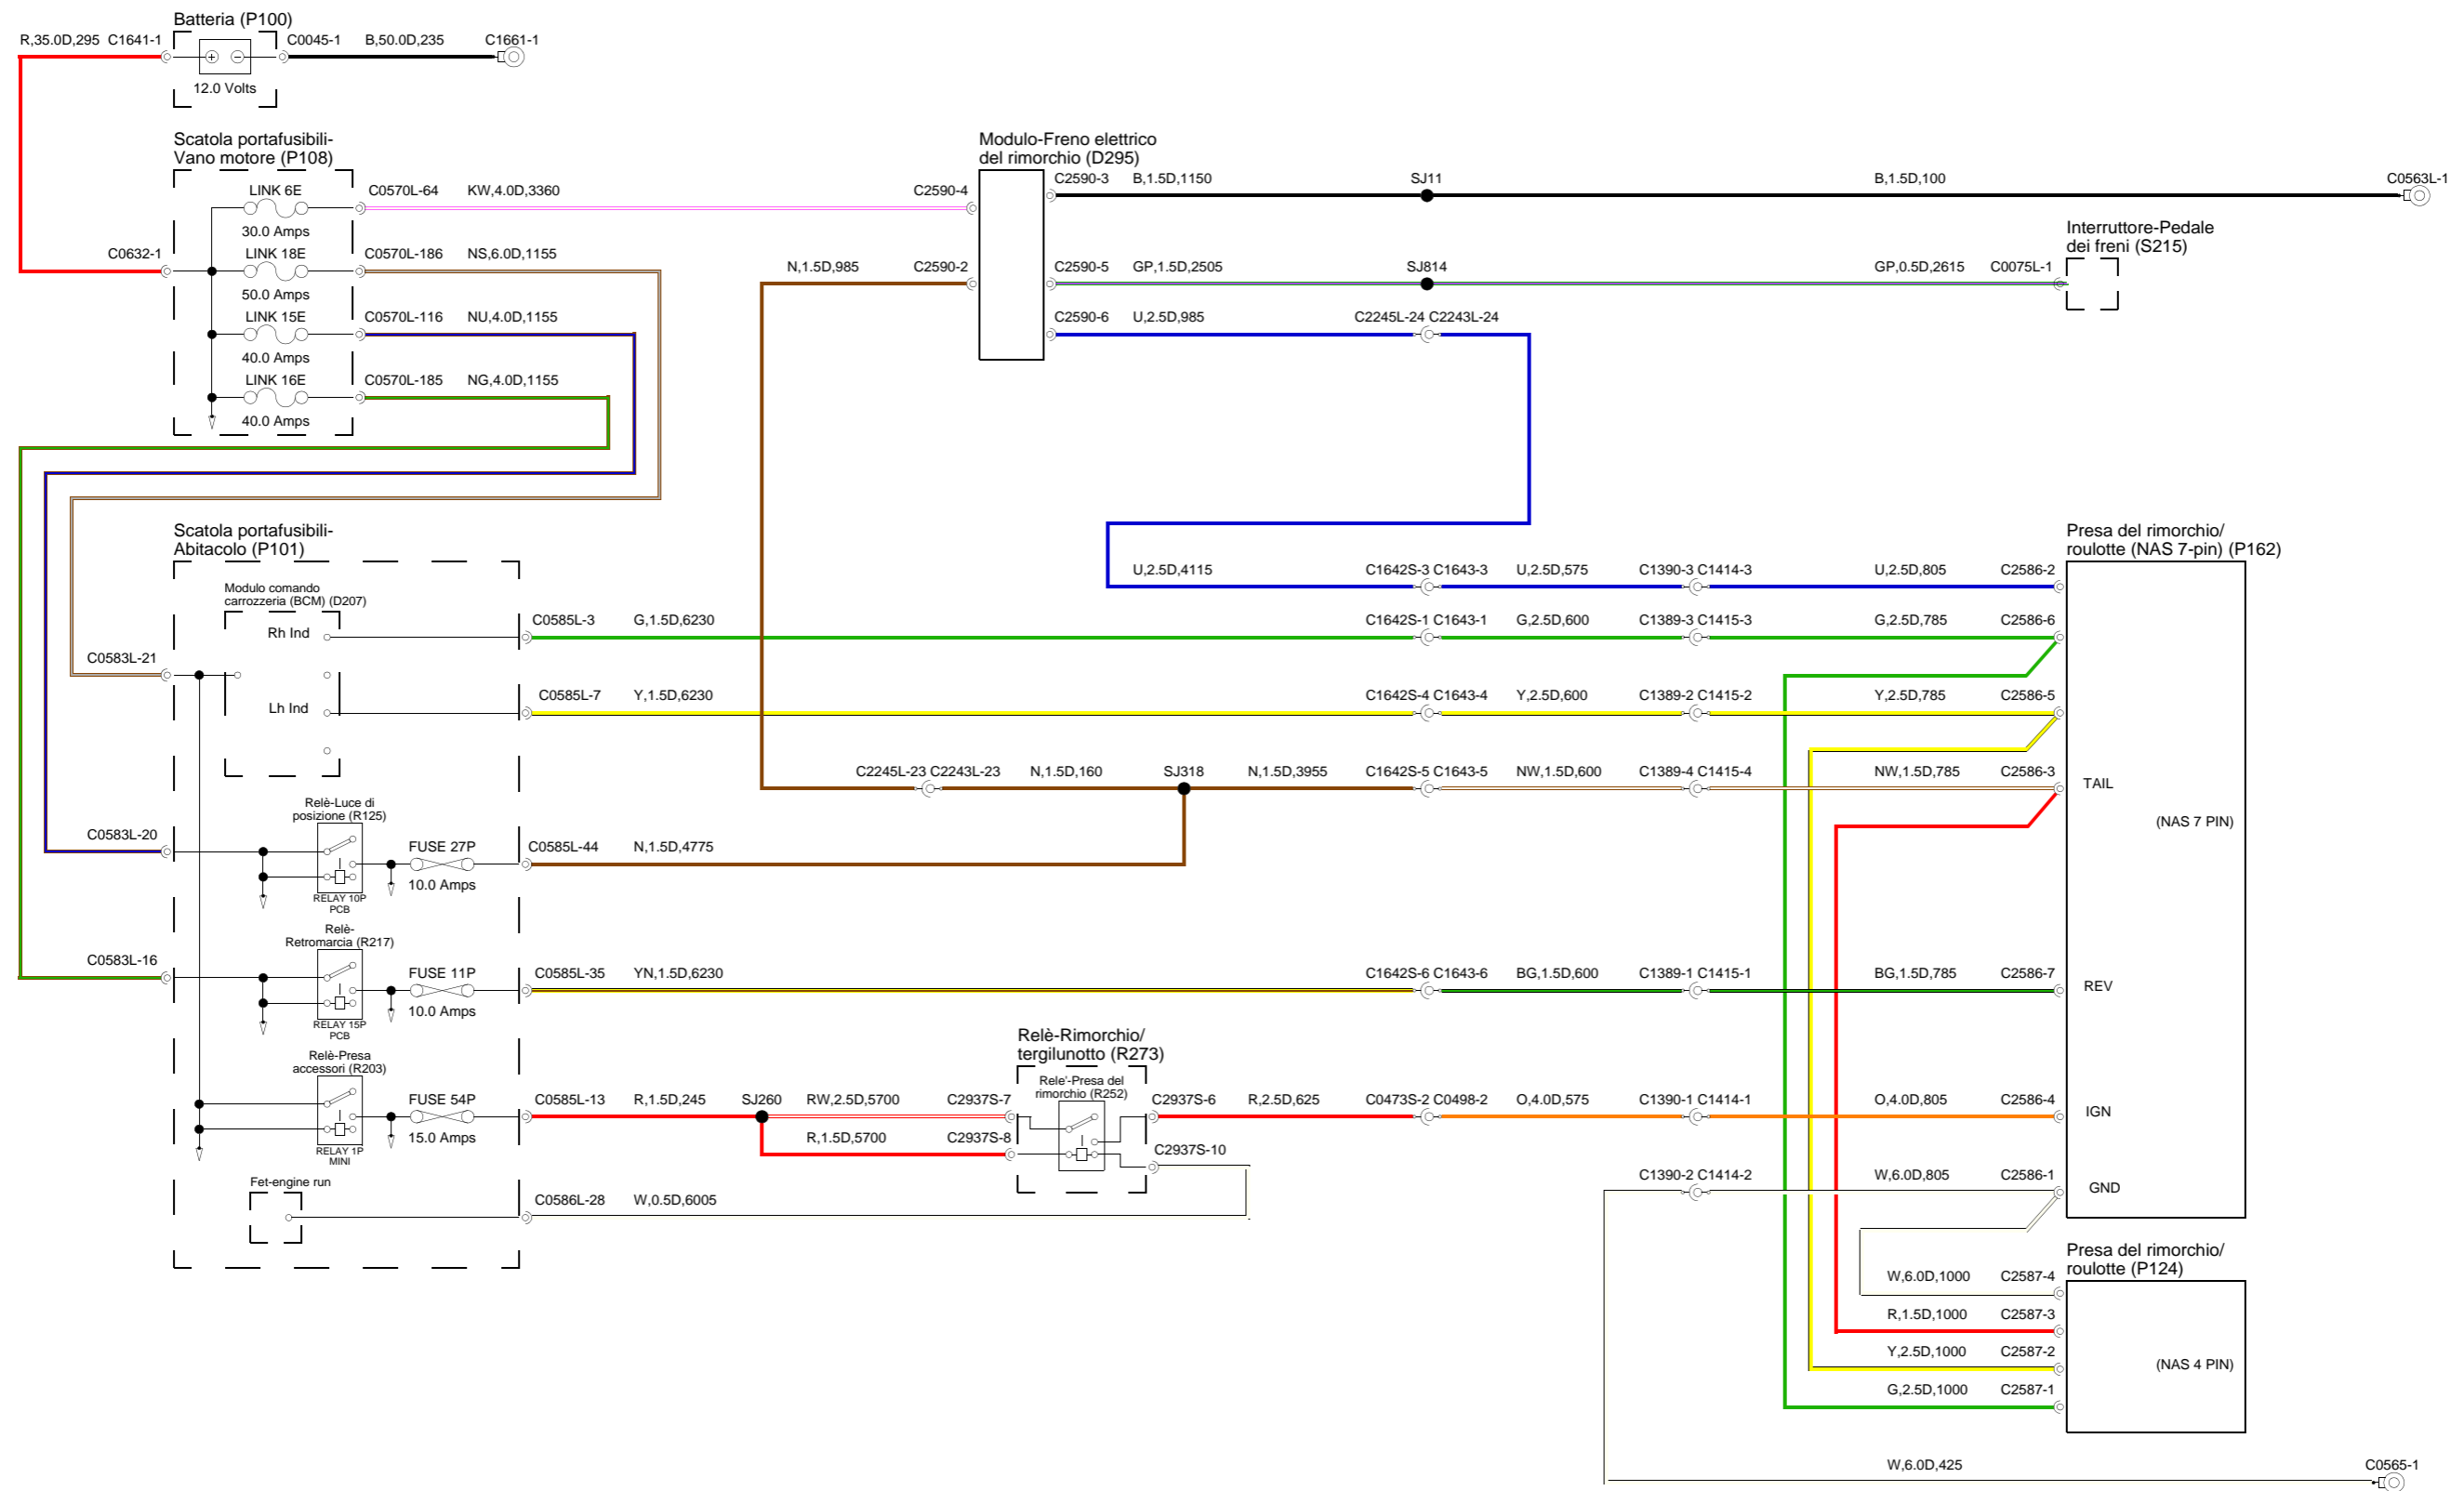 Batteria (P100)
R,35.0D,295 C1641-1 C0045-1 B,50.0D,235 C1661-1
12.0 Volts
Scatola portafusibili-
Vano motore (P108)
LINK 6E C0570L-64 KW,4.0D,3360
30.0 Amps
C0632-1 LINK 18E C0570L-186 NS,6.0D,1155
50.0 Amps
LINK 15E C0570L-116 NU,4.0D,1155
40.0 Amps
LINK 16E C0570L-185 NG,4.0D,1155
40.0 Amps
Modulo-Freno elettrico
del rimorchio (D295)
C2590-4 C2590-3 B,1.5D,1150 SJ11 B,1.5D,100 C0563L-1
Interruttore-Pedale
dei freni (S215)
N,1.5D,985 C2590-2 C2590-5 GP,1.5D,2505 SJ814 GP,0.5D,2615 C0075L-1
C2590-6 U,2.5D,985 C2245L-24 C2243L-24
Scatola portafusibili-
Abitacolo (P101)
Presa del rimorchio/
roulotte (NAS 7-pin) (P162)
U,2.5D,4115 C1642S-3 C1643-3 U,2.5D,575 C1390-3 C1414-3 U,2.5D,805 C2586-2
Modulo comando
carrozzeria (BCM) (D207)
Rh Ind C0585L-3 G,1.5D,6230 C1642S-1 C1643-1 G,2.5D,600 C1389-3 C1415-3 G,2.5D,785 C2586-6
C0583L-21
Lh Ind C0585L-7 Y,1.5D,6230 C1642S-4 C1643-4 Y,2.5D,600 C1389-2 C1415-2 Y,2.5D,785 C2586-5
C2245L-23 C2243L-23 N,1.5D,160 SJ318 N,1.5D,3955 C1642S-5 C1643-5 NW,1.5D,600 C1389-4 C1415-4 NW,1.5D,785 C2586-3 TAIL
(NAS 7 PIN)
Relè-Luce di
posizione (R125)
C0583L-20 FUSE 27P C0585L-44 N,1.5D,4775
10.0 Amps
RELAY 10P
PCB
Relè-
Retromarcia (R217)
C0583L-16 FUSE 11P C0585L-35 YN,1.5D,6230 C1642S-6 C1643-6 BG,1.5D,600 C1389-1 C1415-1 BG,1.5D,785 C2586-7 REV
10.0 Amps
RELAY 15P
PCB
Relè-Presa
accessori (R203)
Relè-Rimorchio/
tergilunotto (R273)
Rele'-Presa del
rimorchio (R252)
FUSE 54P C0585L-13 R,1.5D,245 SJ260 RW,2.5D,5700 C2937S-7 C2937S-6 R,2.5D,625 C0473S-2 C0498-2 O,4.0D,575 C1390-1 C1414-1 O,4.0D,805 C2586-4 IGN
15.0 Amps R,1.5D,5700 C2937S-8
RELAY 1P
MINI
C2937S-10
C1390-2 C1414-2 W,6.0D,805 C2586-1 GND
Fet-engine run
C0586L-28 W,0.5D,6005
Presa del rimorchio/
roulotte (P124)
W,6.0D,1000 C2587-4
R,1.5D,1000 C2587-3
Y,2.5D,1000 C2587-2
(NAS 4 PIN)
G,2.5D,1000 C2587-1
W,6.0D,425 C0565-1